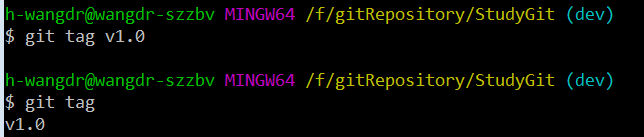 h-wangdr@wangdr-szzbv MINGW64 /f/gitRepository/StudyGit (dev)
$ git tag v1.0
h-wangdr@wangdr-szzbv MINGW64 /f/gitRepository/StudyGit (dev)
$ git tag
v1.0